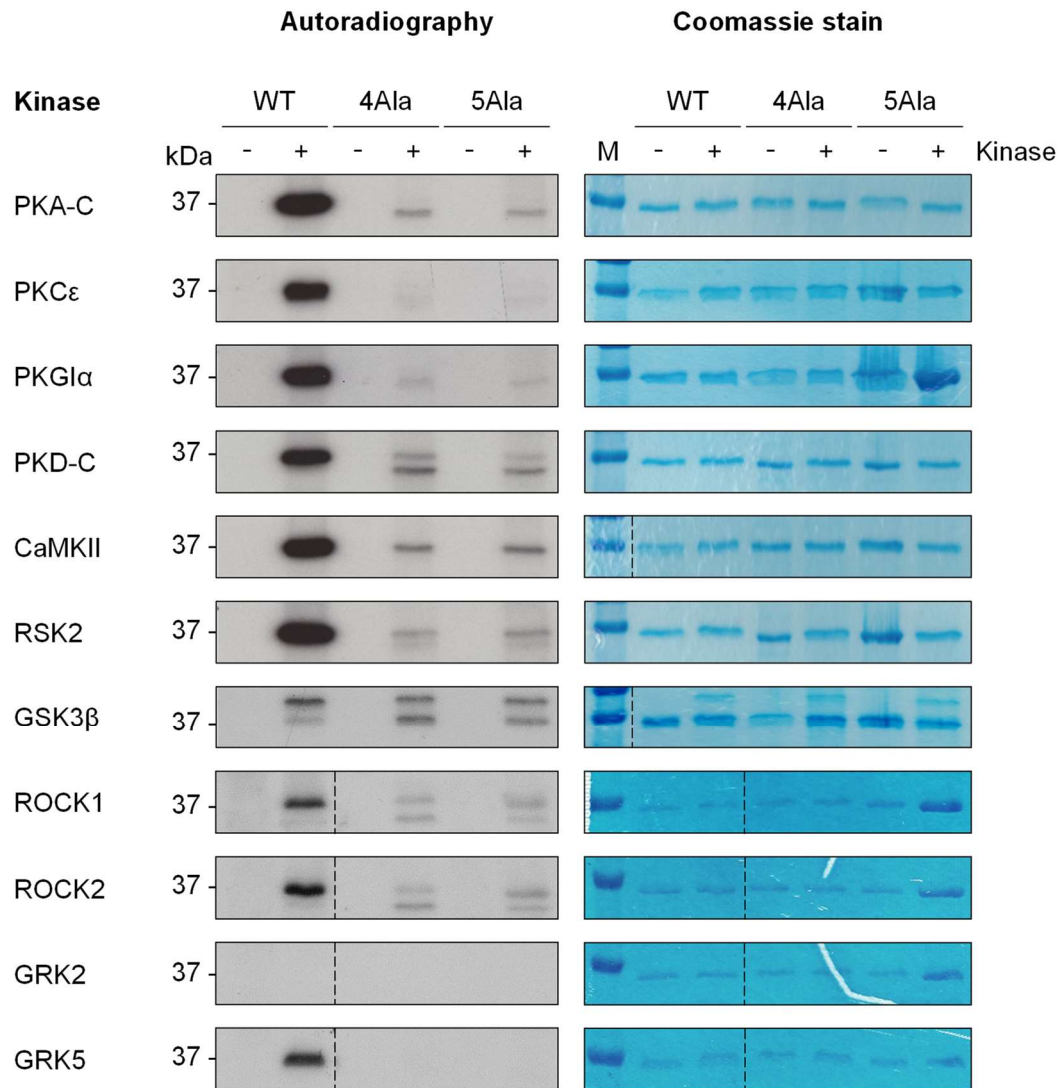 Autoradiography Coomassie stain
Kinase WT 4Ala 5Ala WT 4Ala 5Ala
kDa - + - + - + M - + - + - + Kinase
PKA-C 37
PKCε 37
PKGIα 37
PKD-C 37
CaMKII 37
RSK2 37
GSK3β 37
ROCK1 37
ROCK2 37
GRK2 37
GRK5 37